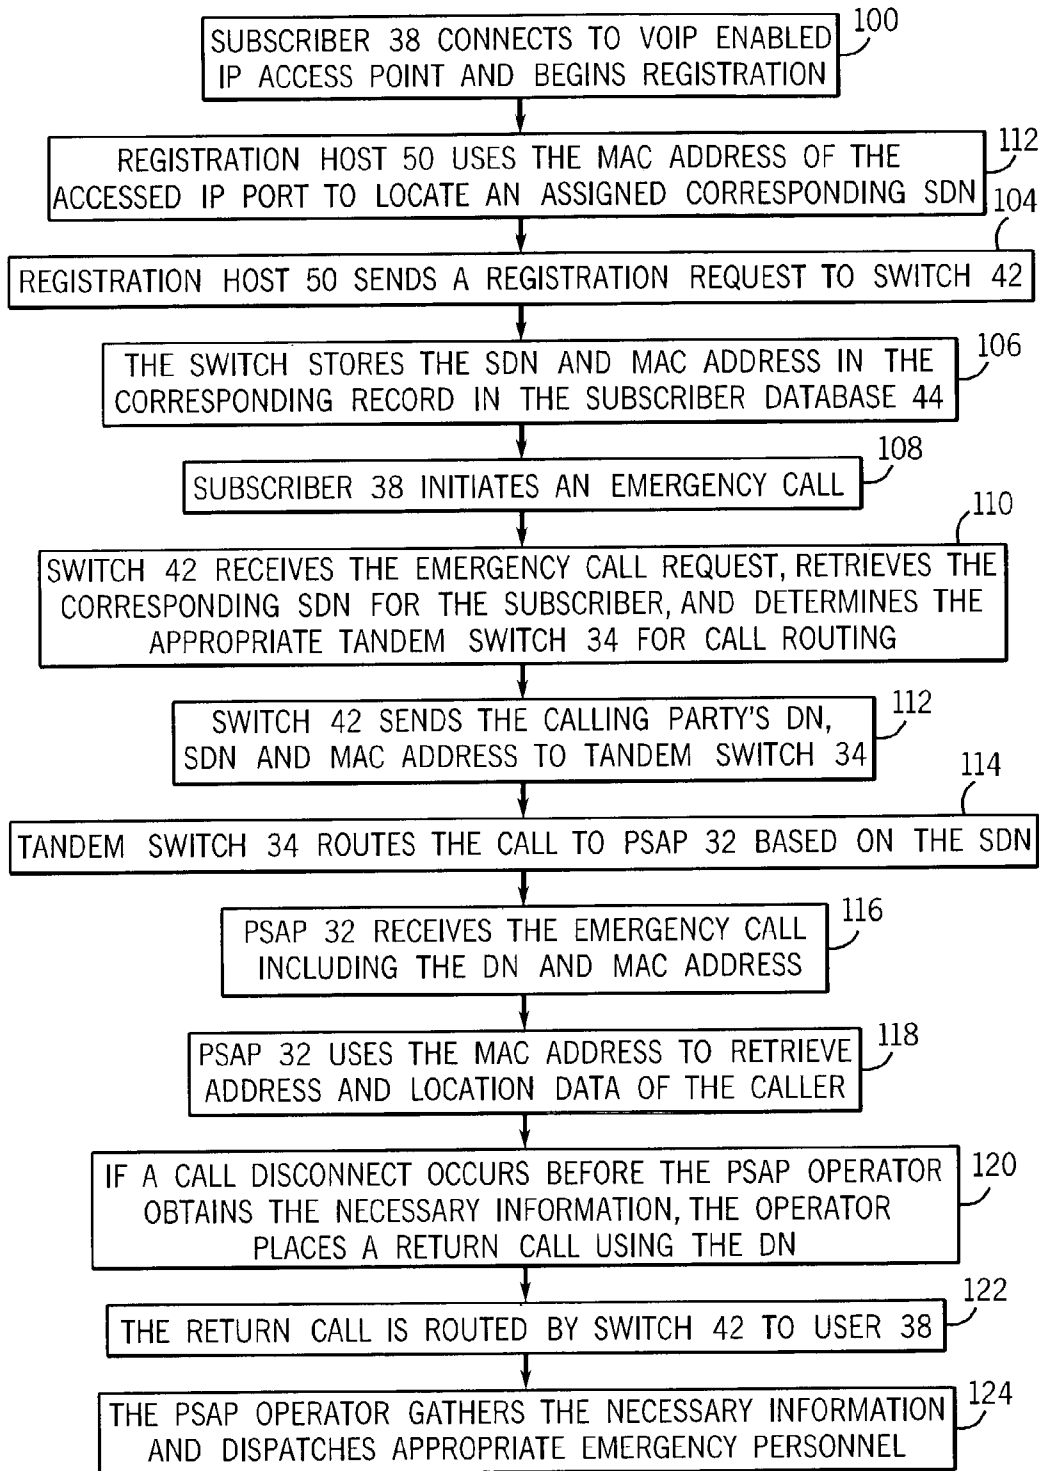 100
SUBSCRIBER 38 CONNECTS TO VOIP ENABLED
IP ACCESS POINT AND BEGINS REGISTRATION
112
REGISTRATION HOST 50 USES THE MAC ADDRESS OF THE
ACCESSED IP PORT TO LOCATE AN ASSIGNED CORRESPONDING SDN
104
REGISTRATION HOST 50 SENDS A REGISTRATION REQUEST TO SWITCH 42
106
THE SWITCH STORES THE SDN AND MAC ADDRESS IN THE
CORRESPONDING RECORD IN THE SUBSCRIBER DATABASE 44
108
SUBSCRIBER 38 INITIATES AN EMERGENCY CALL
110
SWITCH 42 RECEIVES THE EMERGENCY CALL REQUEST, RETRIEVES THE
CORRESPONDING SDN FOR THE SUBSCRIBER, AND DETERMINES THE
APPROPRIATE TANDEM SWITCH 34 FOR CALL ROUTING
112
SWITCH 42 SENDS THE CALLING PARTY'S DN,
SDN AND MAC ADDRESS TO TANDEM SWITCH 34
114
TANDEM SWITCH 34 ROUTES THE CALL TO PSAP 32 BASED ON THE SDN
116
PSAP 32 RECEIVES THE EMERGENCY CALL
INCLUDING THE DN AND MAC ADDRESS
118
PSAP 32 USES THE MAC ADDRESS TO RETRIEVE
ADDRESS AND LOCATION DATA OF THE CALLER
120
IF A CALL DISCONNECT OCCURS BEFORE THE PSAP OPERATOR
OBTAINS THE NECESSARY INFORMATION, THE OPERATOR
PLACES A RETURN CALL USING THE DN
122
THE RETURN CALL IS ROUTED BY SWITCH 42 TO USER 38
124
THE PSAP OPERATOR GATHERS THE NECESSARY INFORMATION
AND DISPATCHES APPROPRIATE EMERGENCY PERSONNEL